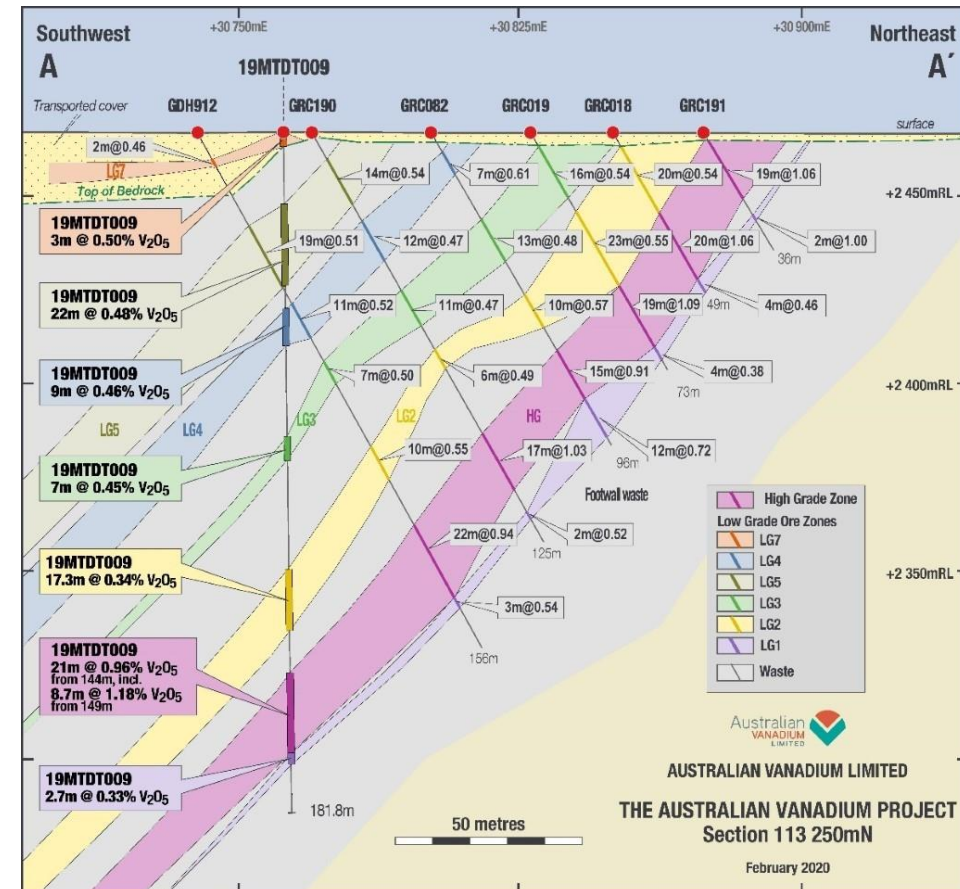 Southwest
+30 750mE
+30 825mE
+30 900mE
Northeast
A
A´
19MTDT009
Transported cover
GDH912
GRC190
GRC082
GRC019
GRC018
GRC191
surface
2m@0.46
LG7
Top of Bedrock
14m@0.54
7m@0.61
16m@0.54
20m@0.54
19m@1.06
+2 450mRL
19MTDT009
3m @ 0.50% V₂O₅
19m@0.51
12m@0.47
13m@0.48
23m@0.55
20m@1.06
2m@1.00
36m
19MTDT009
22m @ 0.48% V₂O₅
11m@0.52
11m@0.47
10m@0.57
19m@1.09
49m
4m@0.46
19MTDT009
9m @ 0.46% V₂O₅
7m@0.50
6m@0.49
15m@0.91
4m@0.38
73m
+2 400mRL
LG5
LG4
LG3
LG2
HG
19MTDT009
7m @ 0.45% V₂O₅
10m@0.55
17m@1.03
96m
12m@0.72
Footwall waste
22m@0.94
125m
2m@0.52
High Grade Zone
Low Grade Ore Zones
LG7
LG4
LG5
LG3
LG2
LG1
Waste
+2 350mRL
19MTDT009
17.3m @ 0.34% V₂O₅
3m@0.54
156m
19MTDT009
21m @ 0.96% V₂O₅
from 144m, incl.
8.7m @ 1.18% V₂O₅
from 149m
19MTDT009
2.7m @ 0.33% V₂O₅
181.8m
50 metres
Australian
VANADIUM
LIMITED
AUSTRALIAN VANADIUM LIMITED
THE AUSTRALIAN VANADIUM PROJECT
Section 113 250mN
February 2020